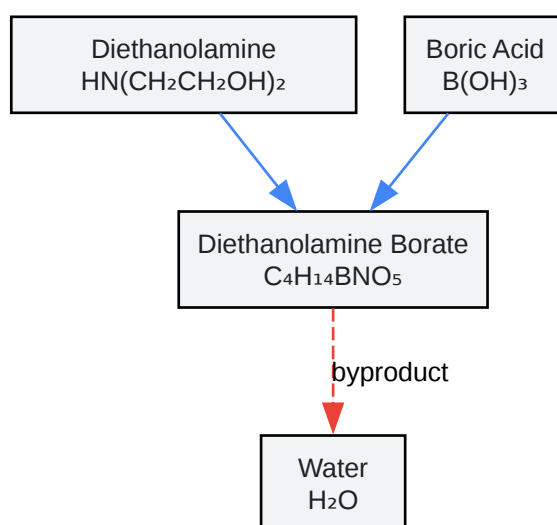 Diethanolamine
HN(CH₂CH₂OH)₂
Boric Acid
B(OH)₃
Diethanolamine Borate
C₄H₁₄BNO₅
byproduct
Water
H₂O